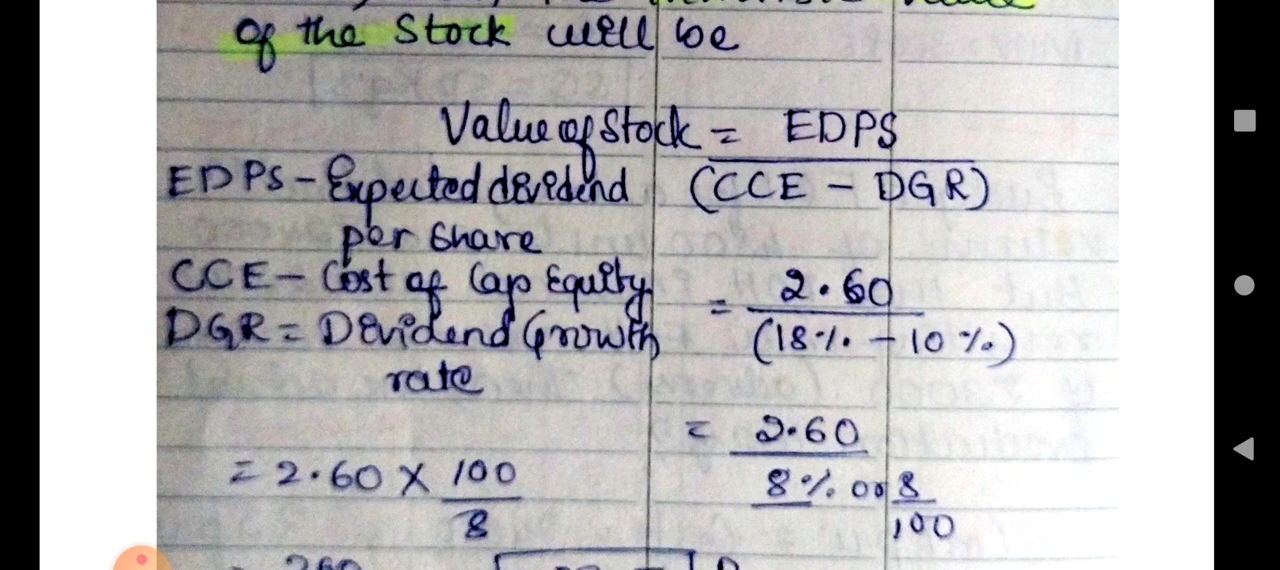 of the Stock will be
Value of Stock = EDPS
EDPS - Expected dividend (CCE - DGR)
per share
CCE - Cost of Cap Equity = 2.60
DGR = Dividend Growth (18% - 10%)
rate
= 2.60
= 2.60 X 100 8% or 8
8 100